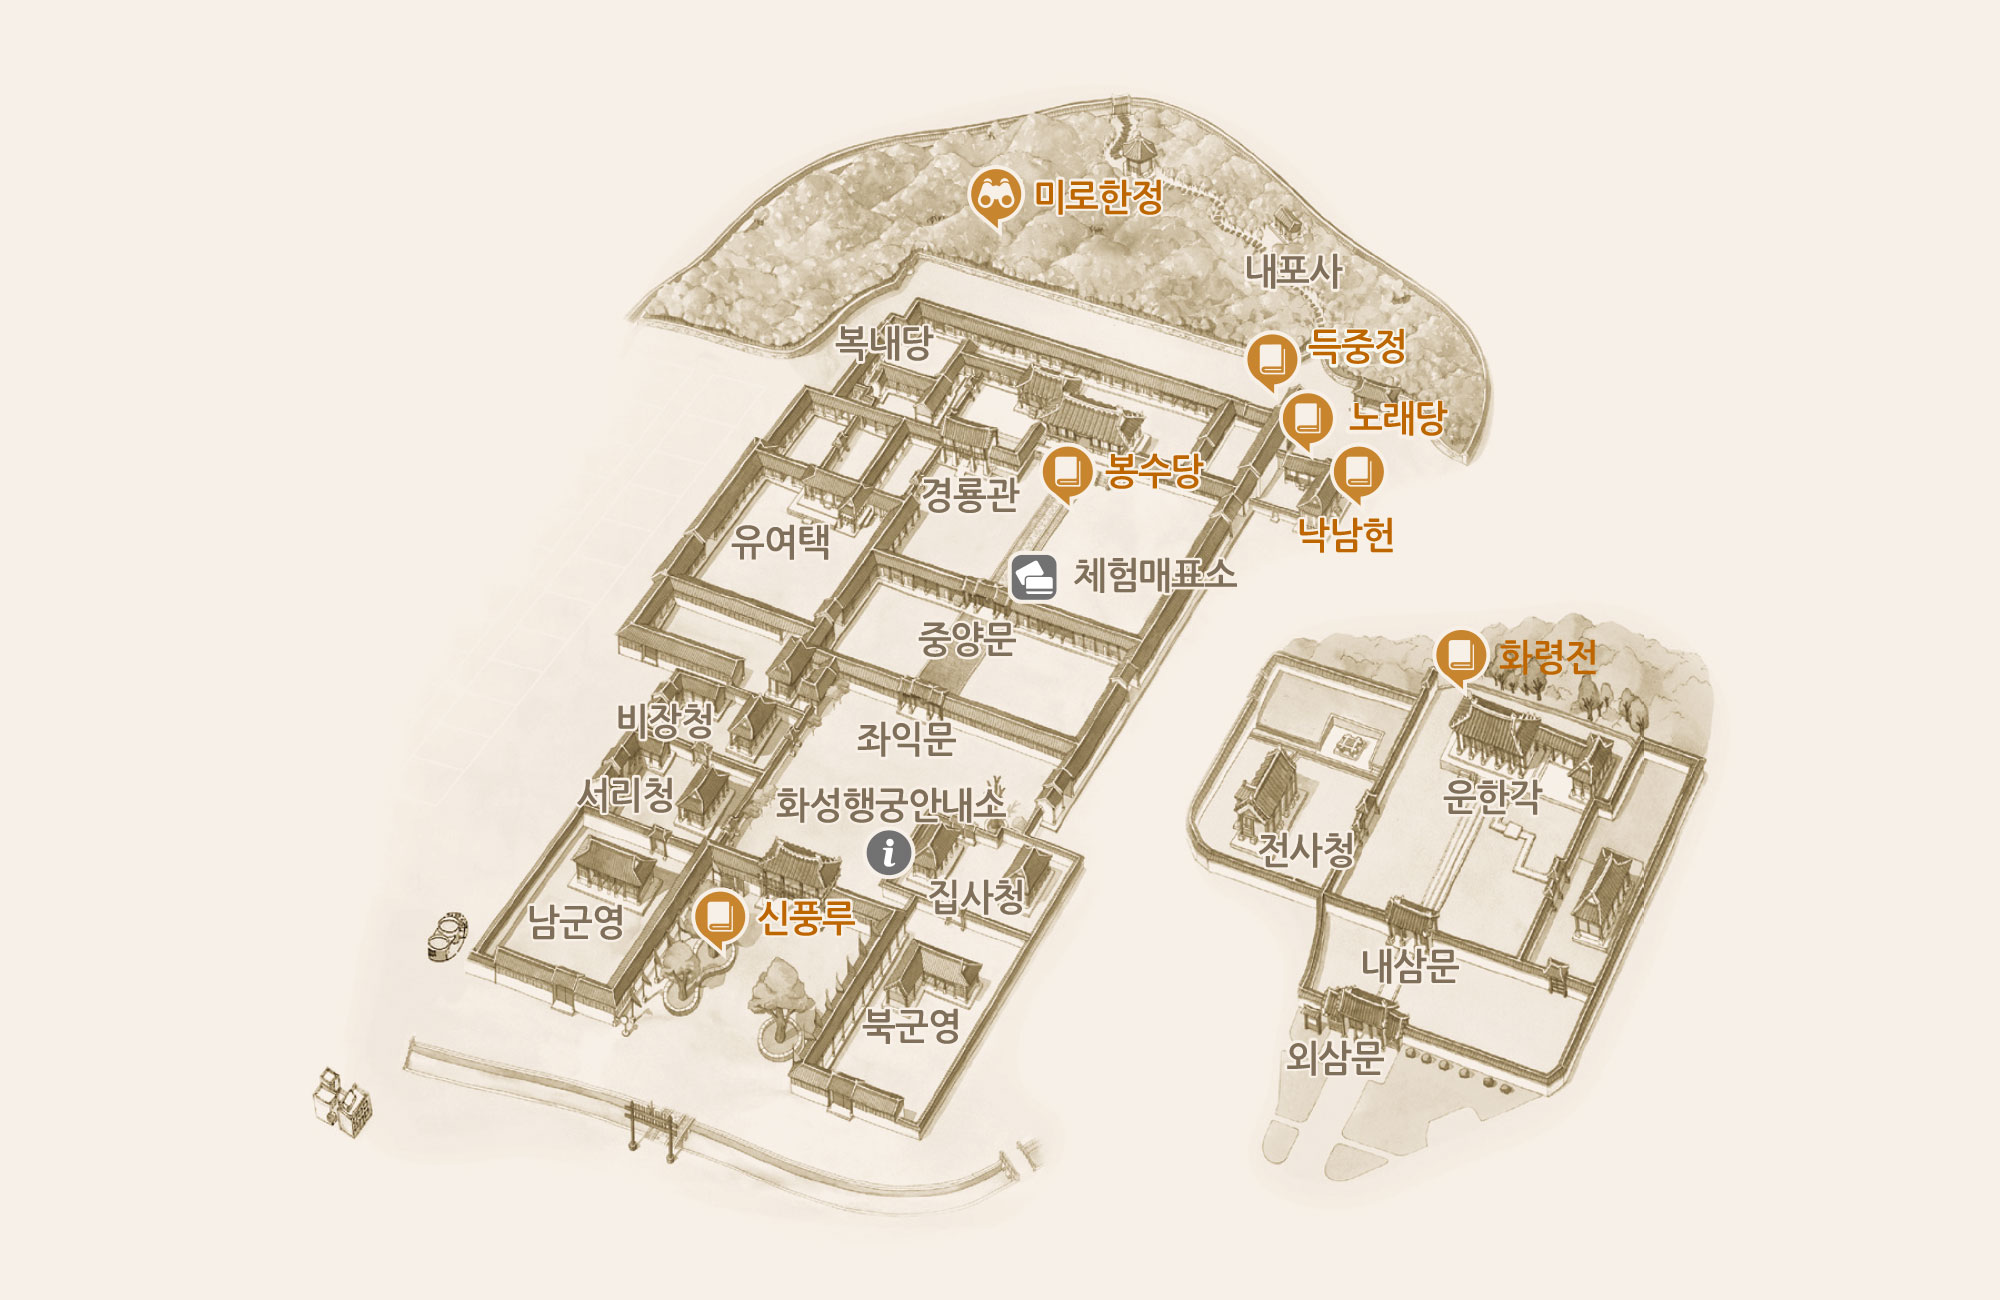 미로한정
내포사
복내당
득중정
노래당
봉수당
경룡관
낙남헌
유여택
체험매표소
중양문
화령전
비장청
좌익문
서리청
화성행궁안내소
운한각
전사청
집사청
남군영
신풍루
내삼문
북군영
외삼문